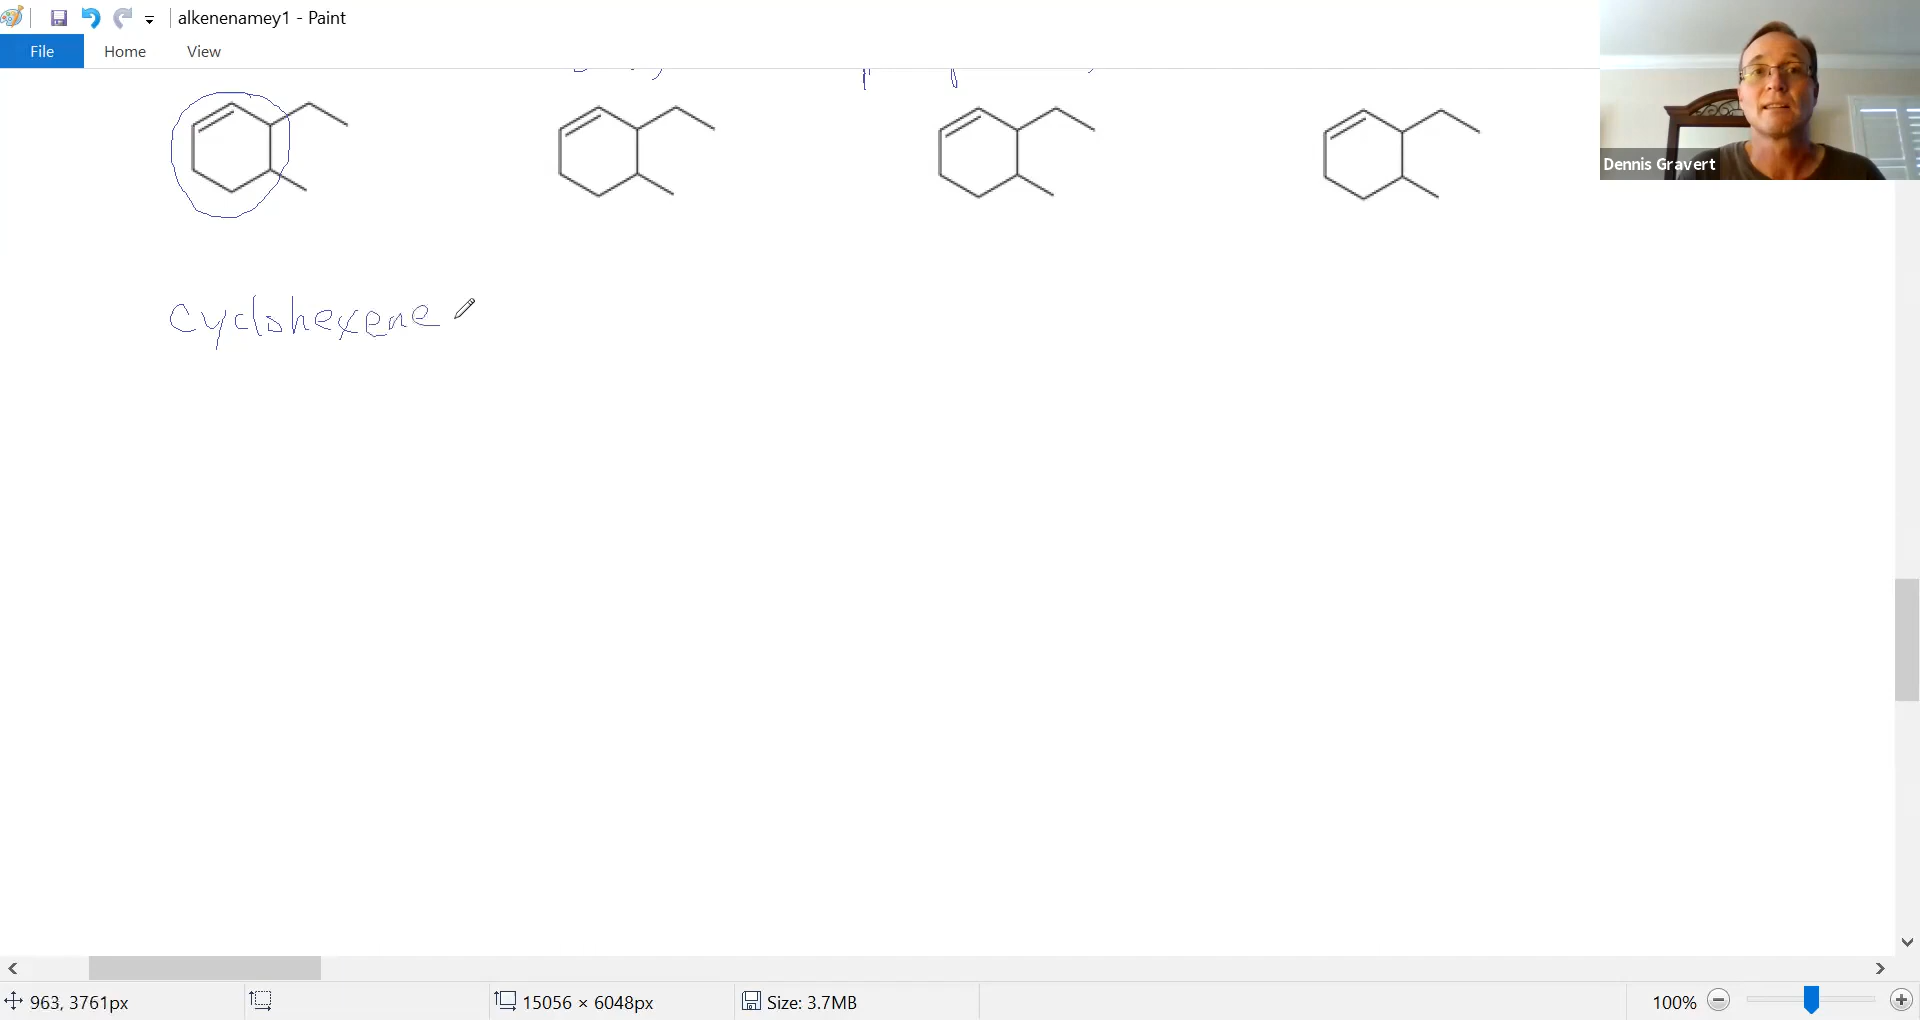 alkenenamey1 - Paint
File Home View
Dennis Gravert
cyclohexene
963, 3761px 15056 × 6048px Size: 3.7MB 100%